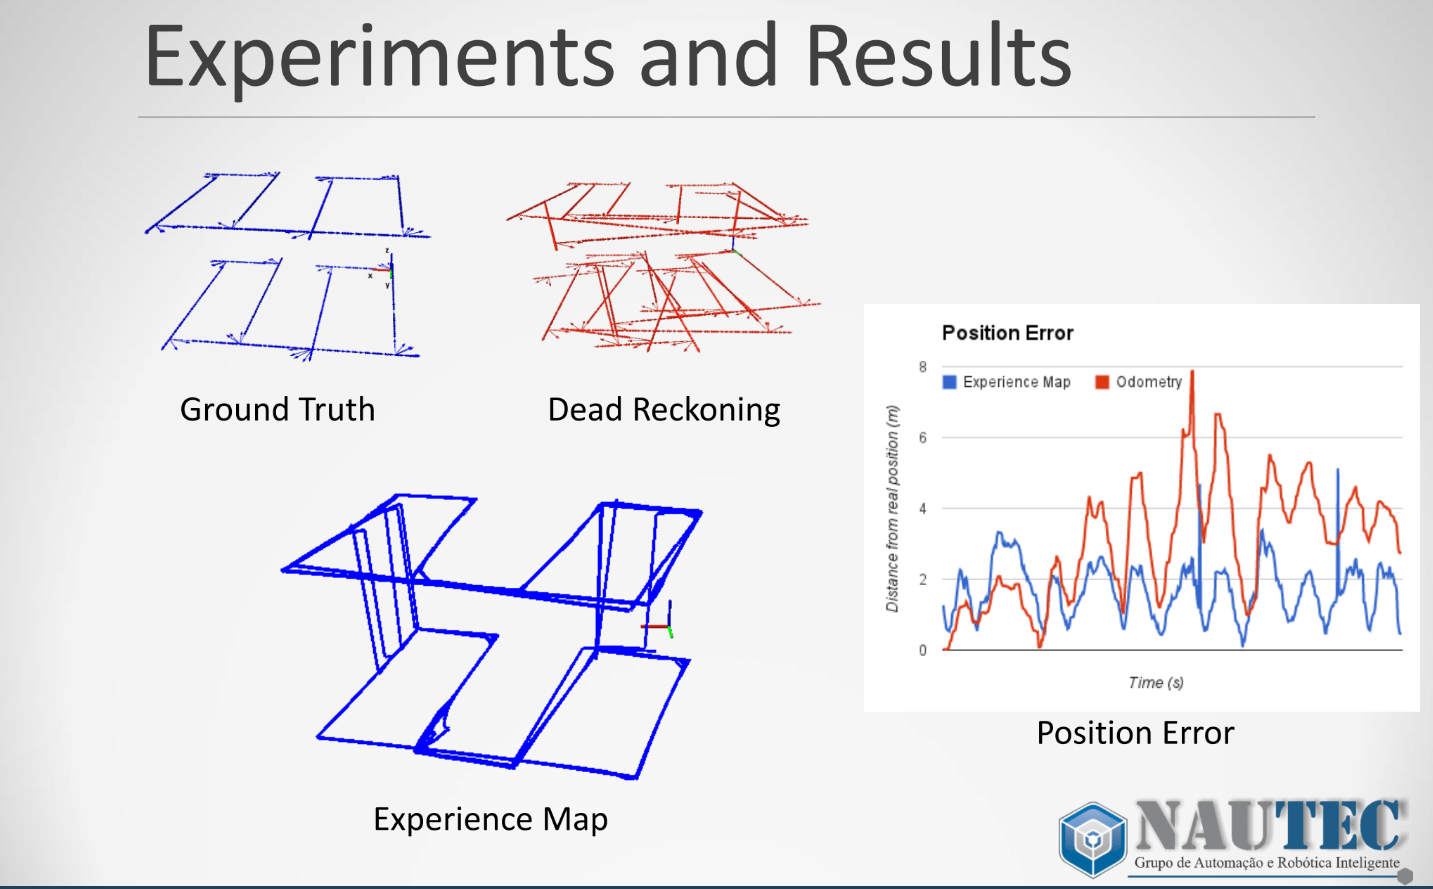 Experiments and Results
z
x
y
Ground Truth
Dead Reckoning
Experience Map
Position Error
8
Experience Map
Odometry
6
4
2
0
Distance from real position (m)
Time (s)
Position Error
NAUTEC
Grupo de Automação e Robótica Inteligente